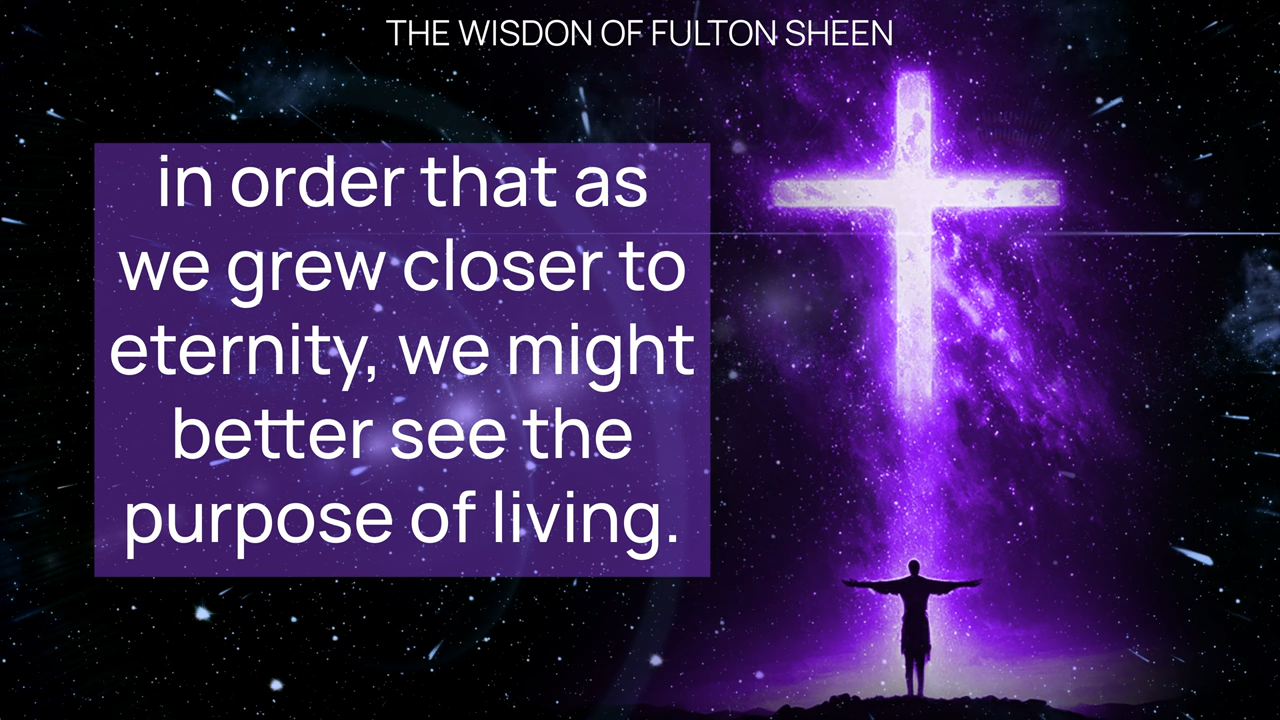 THE WISDON OF FULTON SHEEN
in order that as
we grew closer to
eternity, we might
better see the
purpose of living.